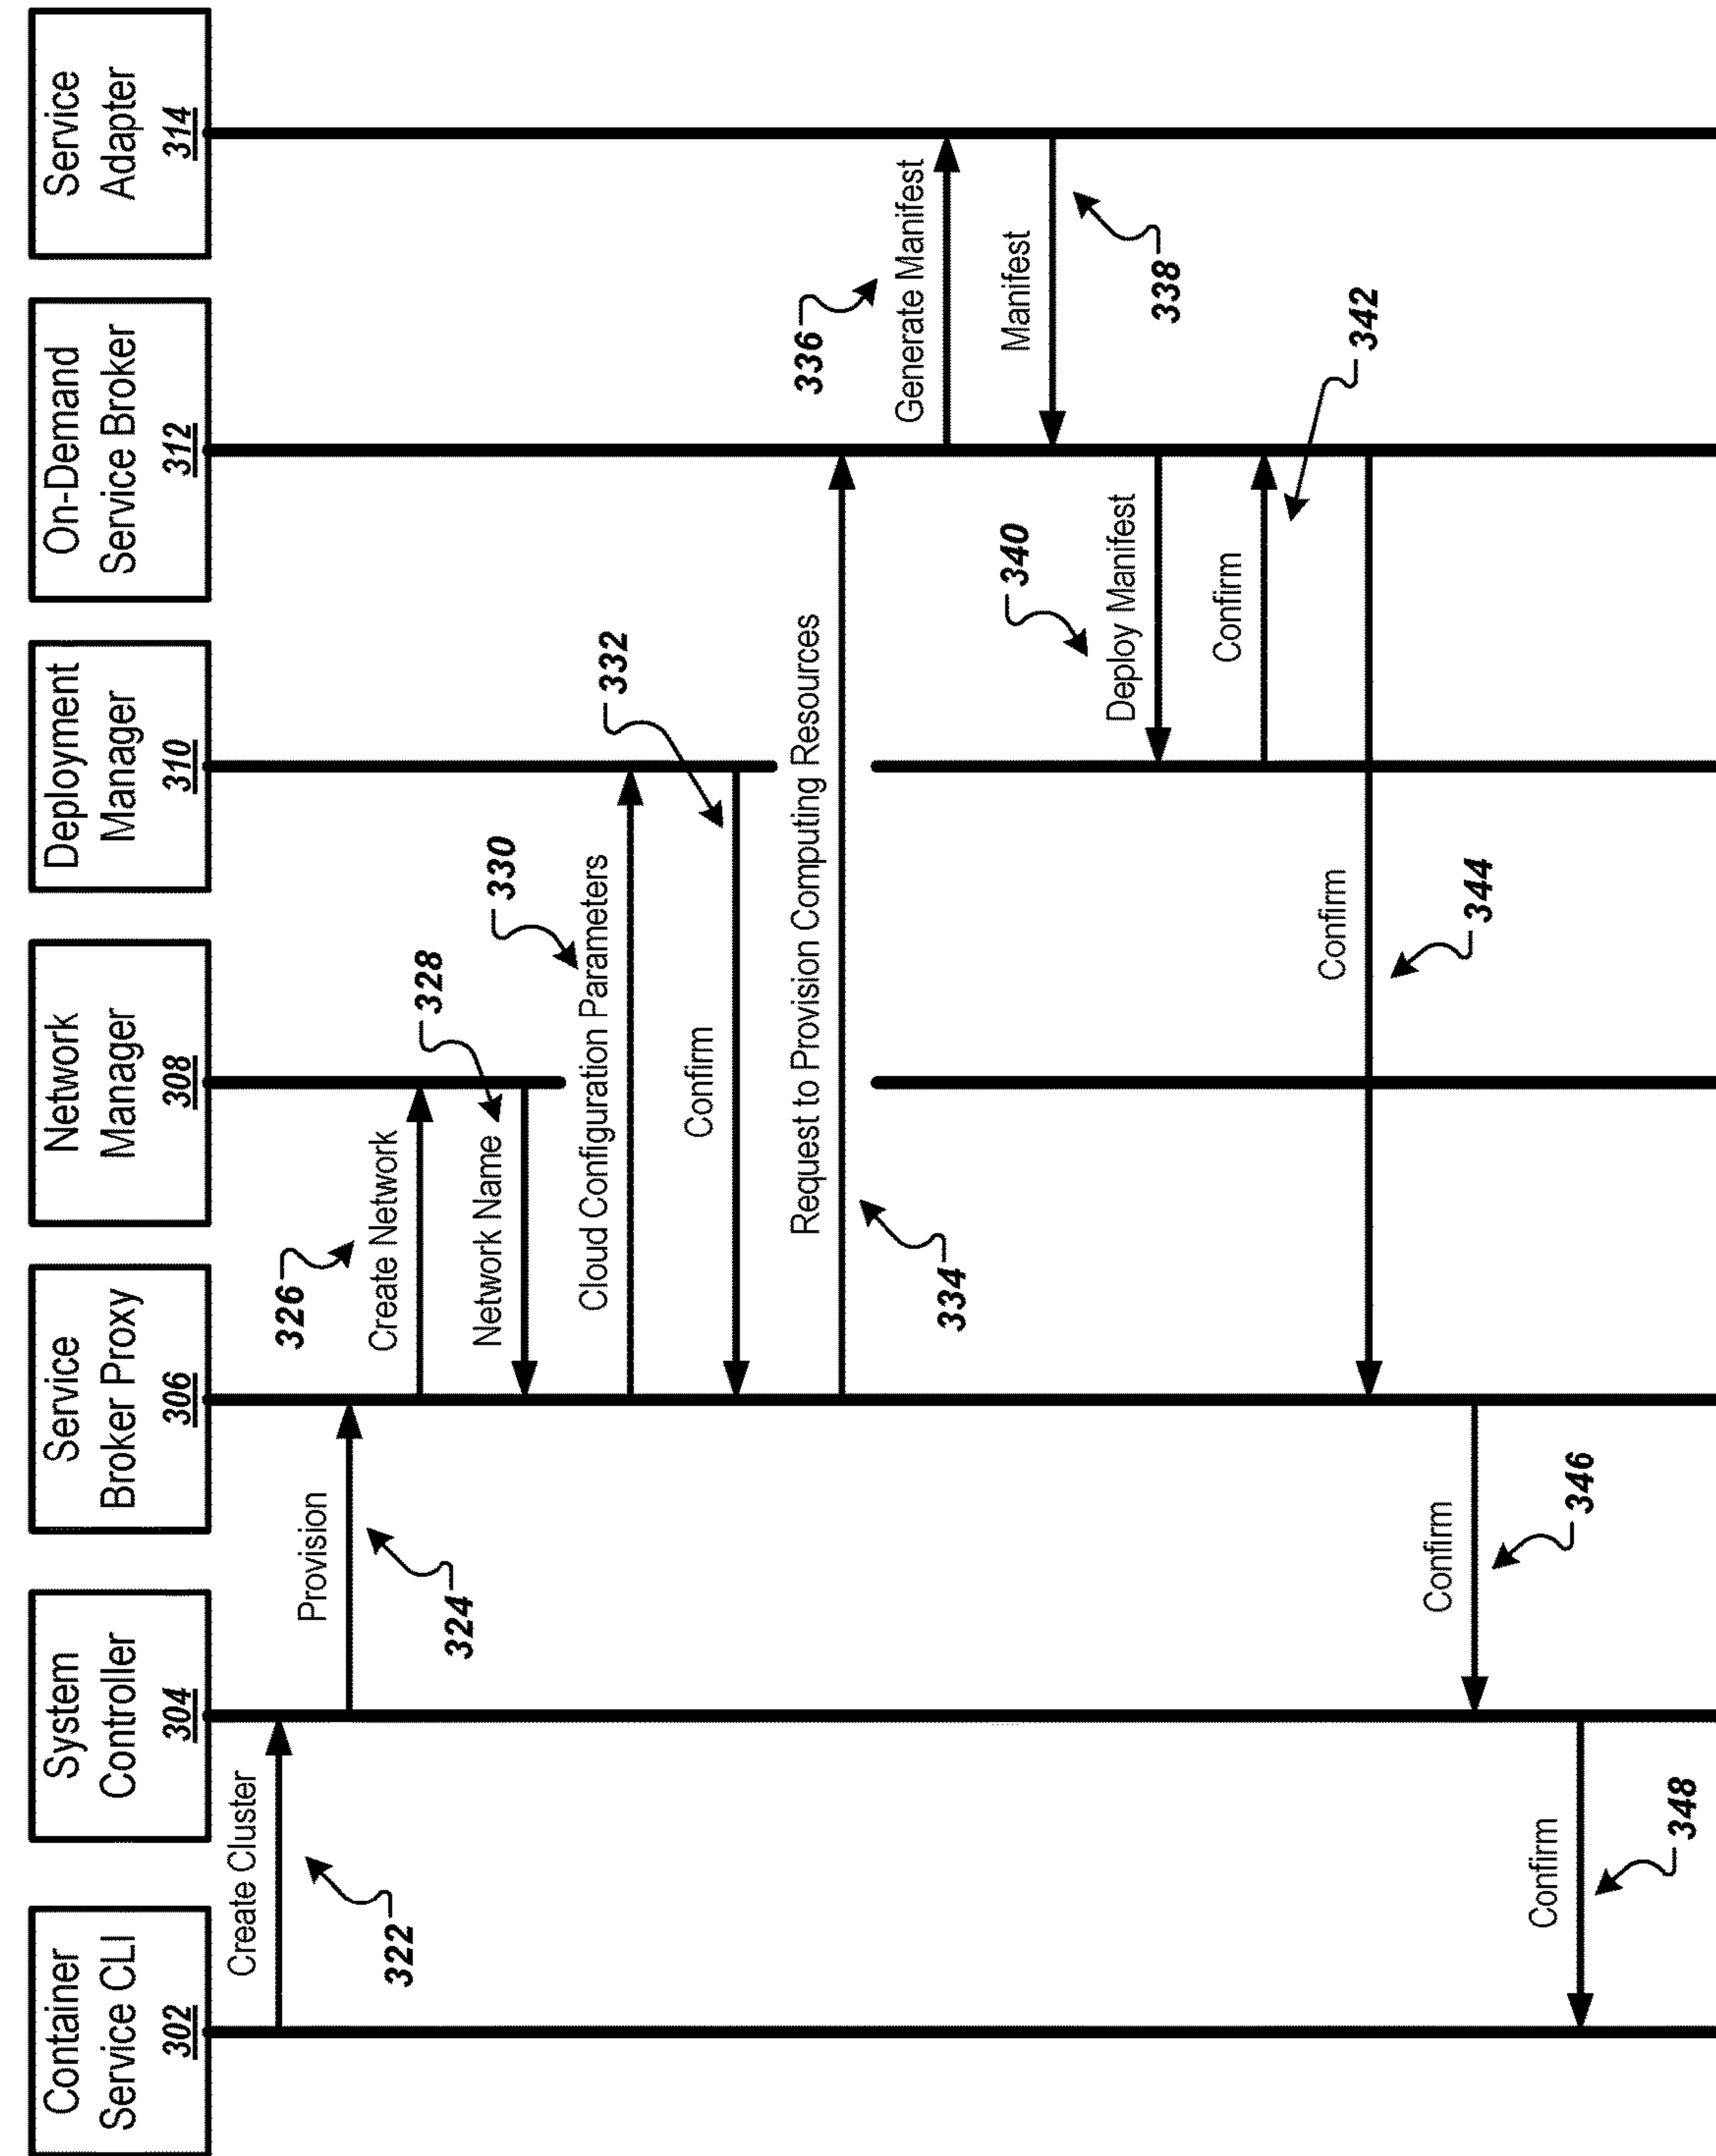 Container
Service CLI
302
System
Controller
304
Service
Broker Proxy
306
Network
Manager
308
Deployment
Manager
310
On-Demand
Service Broker
312
Service
Adapter
314
Create Cluster
322
Provision
324
326
Create Network
328
Network Name
330
Cloud Configuration Parameters
332
Confirm
Request to Provision Computing Resources
334
336
Generate Manifest
Manifest
338
340
Deploy Manifest
Confirm
342
Confirm
344
Confirm
346
Confirm
348